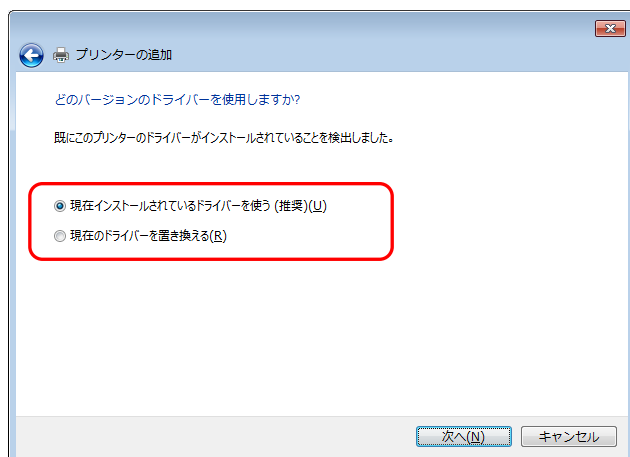 プリンターの追加
どのバージョンのドライバーを使用しますか?
既にこのプリンターのドライバーがインストールされていることを検出しました。
現在インストールされているドライバーを使う (推奨)(U)
現在のドライバーを置き換える(R)
次へ(N) キャンセル